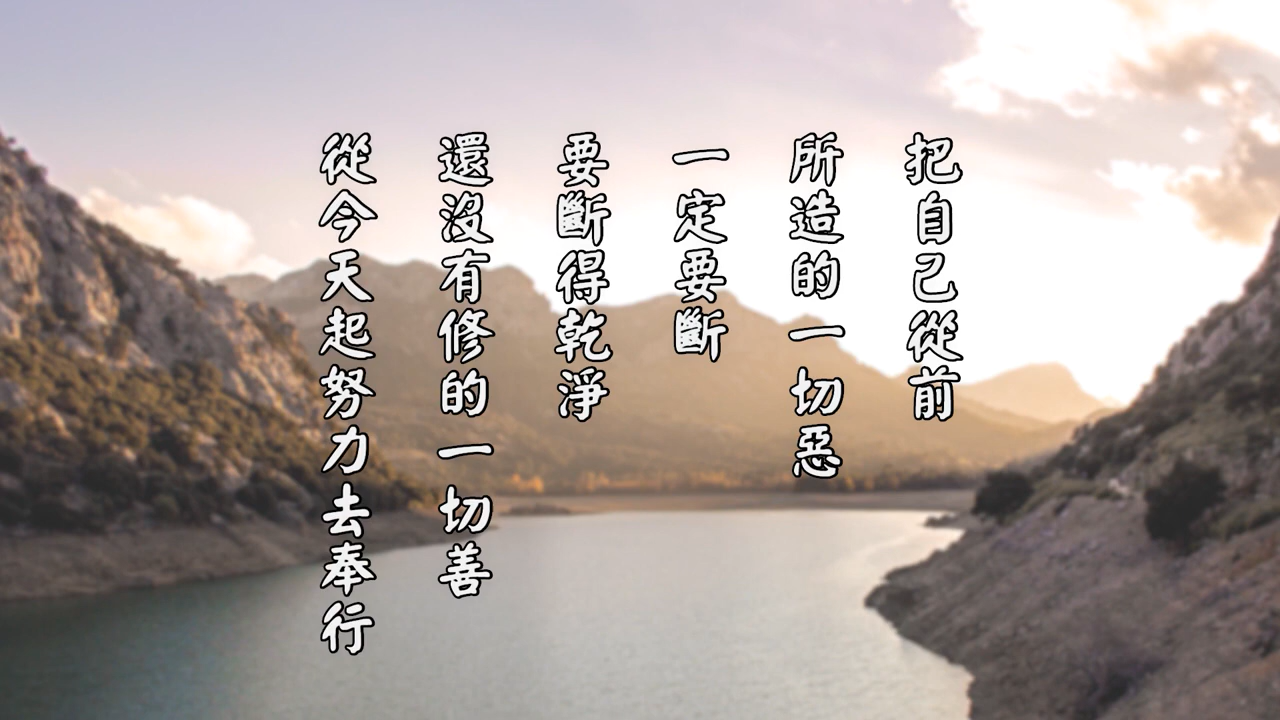 把自己從前
所造的一切惡
一定要斷
要斷得乾淨
還沒有修的一切善
從今天起努力去奉行